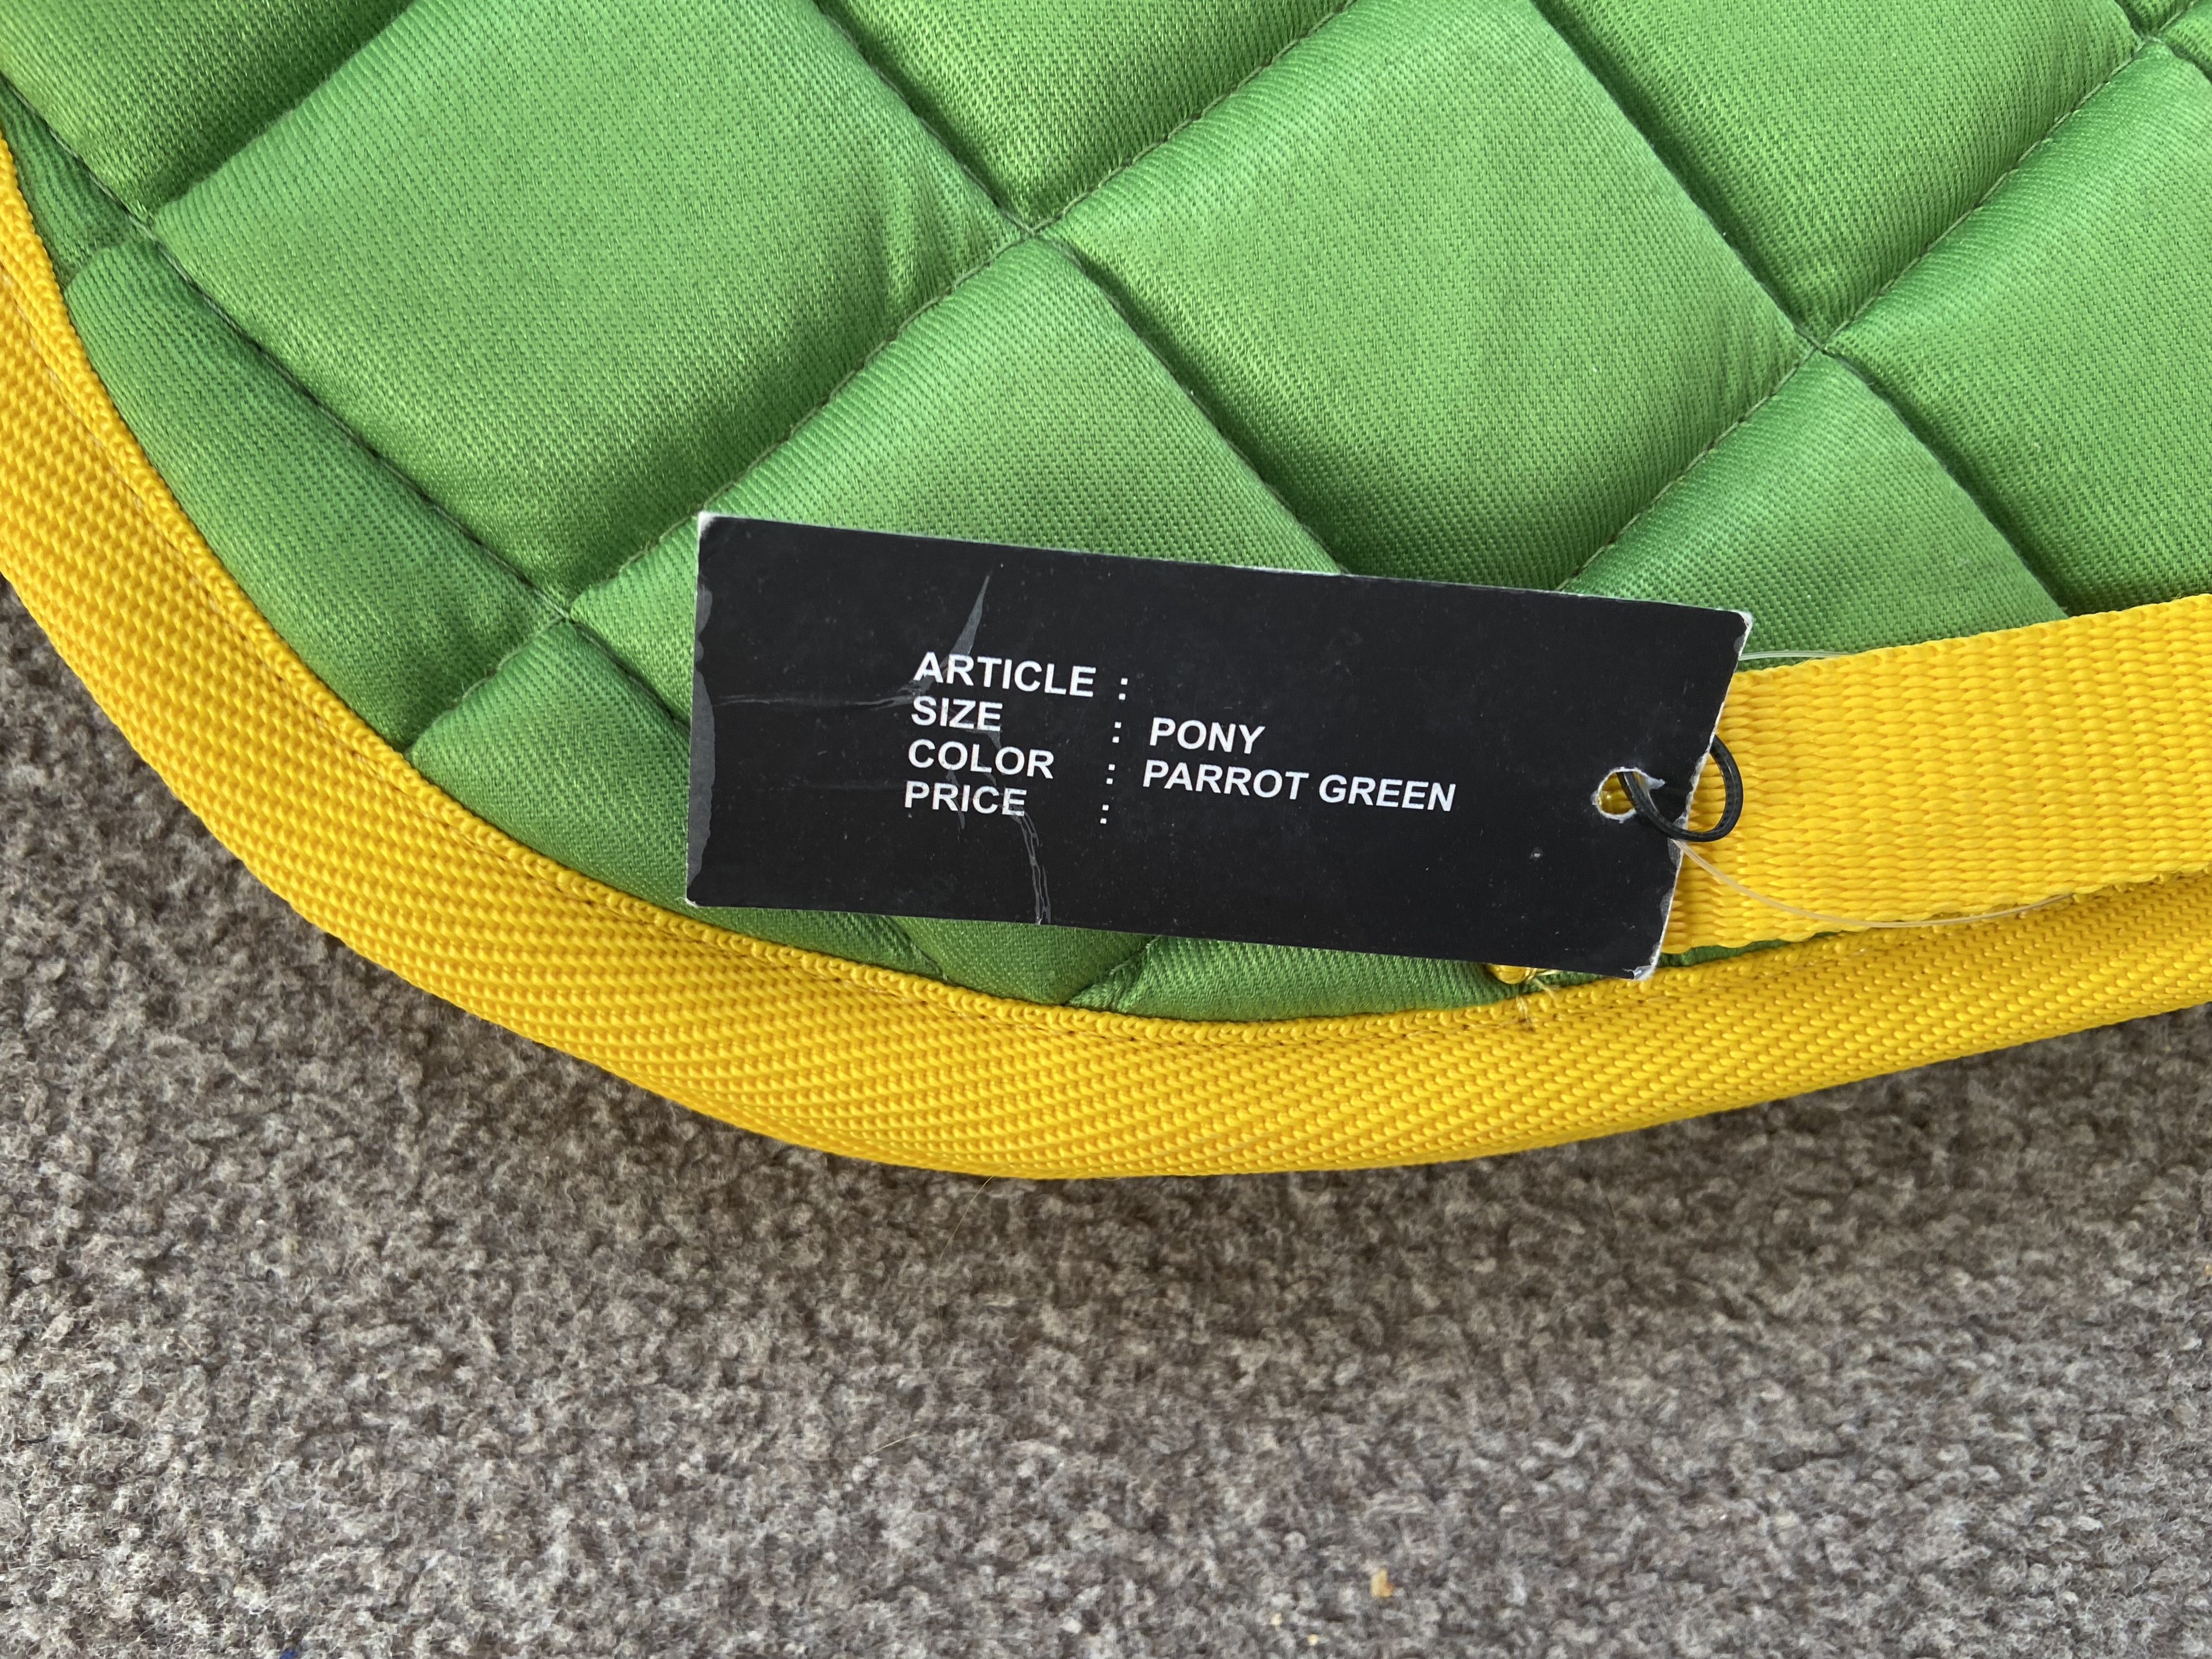 ARTICLE :
SIZE : PONY
COLOR : PARROT GREEN
PRICE :